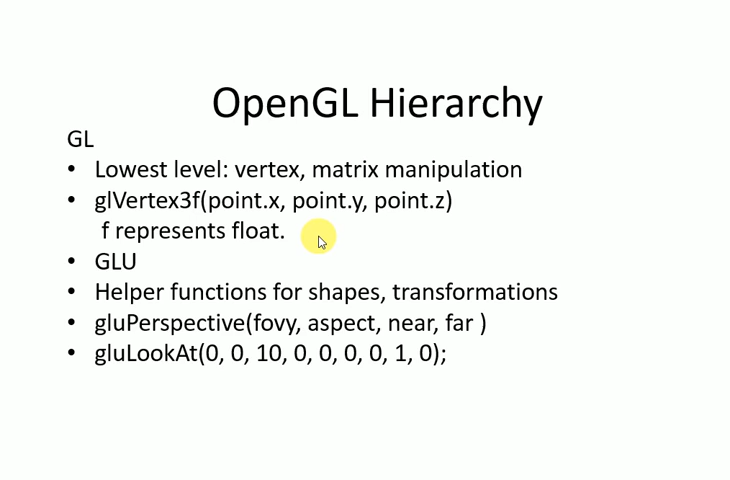 OpenGL Hierarchy
GL
• Lowest level: vertex, matrix manipulation
• glVertex3f(point.x, point.y, point.z)
f represents float.
• GLU
• Helper functions for shapes, transformations
• gluPerspective(fovy, aspect, near, far )
• gluLookAt(0, 0, 10, 0, 0, 0, 0, 1, 0);